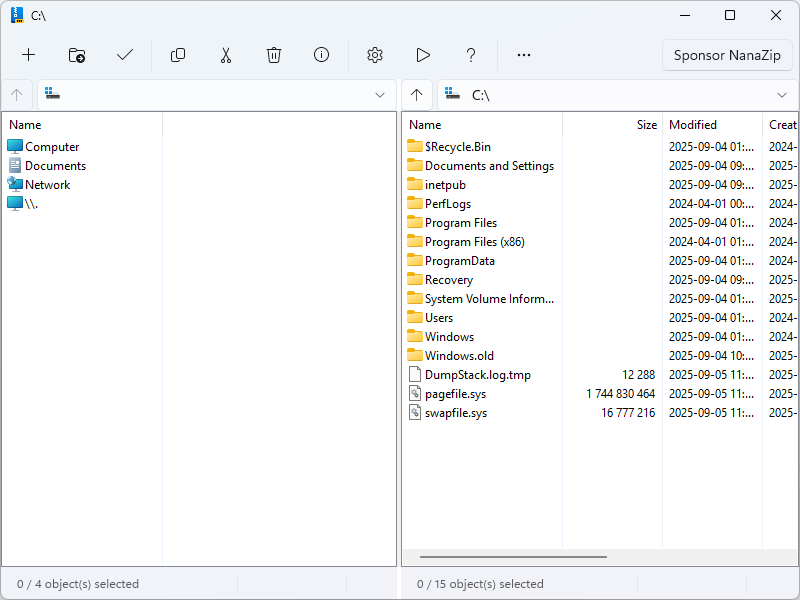 C:\
Sponsor NanaZip
C:\
Name
Computer
Documents
Network
\\.
Name Size Modified Creat
$Recycle.Bin 2025-09-04 01:... 2024-
Documents and Settings 2025-09-04 09:... 2025-
inetpub 2025-09-04 09:... 2025-
PerfLogs 2024-04-01 00:... 2024-
Program Files 2025-09-04 01:... 2024-
Program Files (x86) 2024-04-01 01:... 2024-
ProgramData 2025-09-04 01:... 2024-
Recovery 2025-09-04 09:... 2025-
System Volume Inform... 2025-09-04 01:... 2025-
Users 2025-09-04 01:... 2024-
Windows 2025-09-04 01:... 2024-
Windows.old 2025-09-04 10:... 2025-
DumpStack.log.tmp 12 288 2025-09-05 11:... 2025-
pagefile.sys 1 744 830 464 2025-09-05 11:... 2025-
swapfile.sys 16 777 216 2025-09-05 11:... 2025-
0 / 4 object(s) selected
0 / 15 object(s) selected